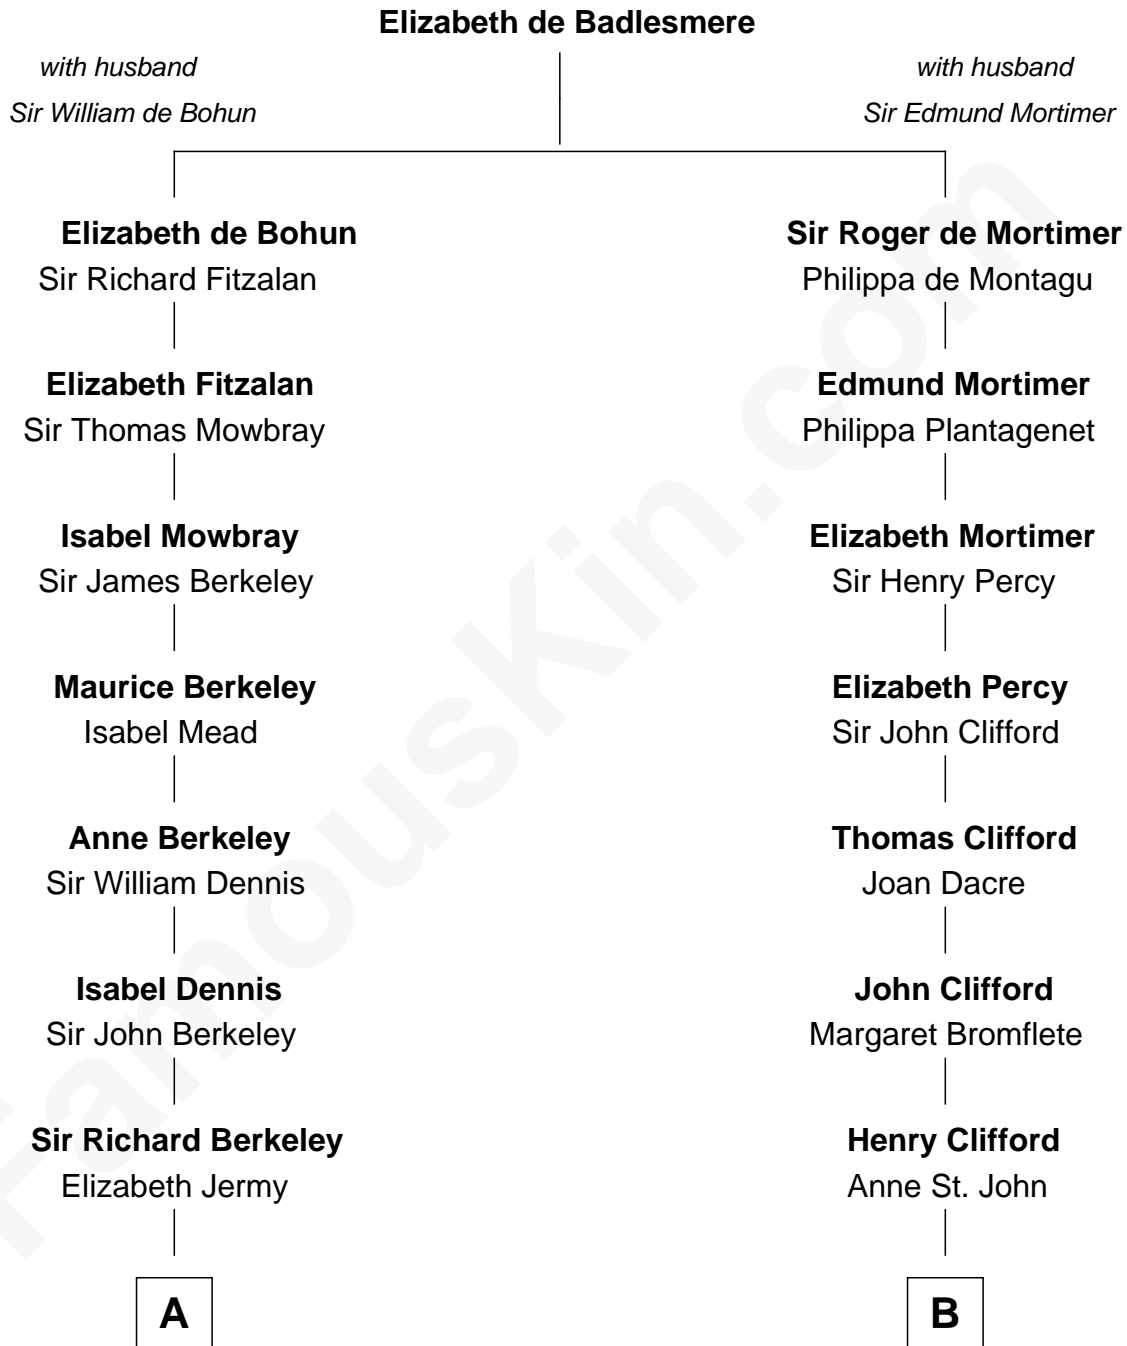 Elizabeth de Badlesmere
with husband
Sir William de Bohun
with husband
Sir Edmund Mortimer
Elizabeth de Bohun
Sir Richard Fitzalan
Sir Roger de Mortimer
Philippa de Montagu
Elizabeth Fitzalan
Sir Thomas Mowbray
Edmund Mortimer
Philippa Plantagenet
Isabel Mowbray
Sir James Berkeley
Elizabeth Mortimer
Sir Henry Percy
Maurice Berkeley
Isabel Mead
Elizabeth Percy
Sir John Clifford
Anne Berkeley
Sir William Dennis
Thomas Clifford
Joan Dacre
Isabel Dennis
Sir John Berkeley
John Clifford
Margaret Bromflete
Sir Richard Berkeley
Elizabeth Jermy
Henry Clifford
Anne St. John
A
B
FamousKin.com